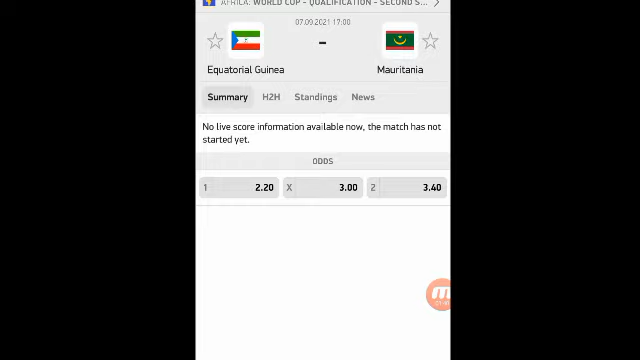 AFRICA: WORLD CUP - QUALIFICATION - SECOND S...
07.09.2021 17:00
-
Equatorial Guinea
Mauritania
Summary H2H Standings News
No live score information available now, the match has not
started yet.
ODDS
1 2.20 X 3.00 2 3.40